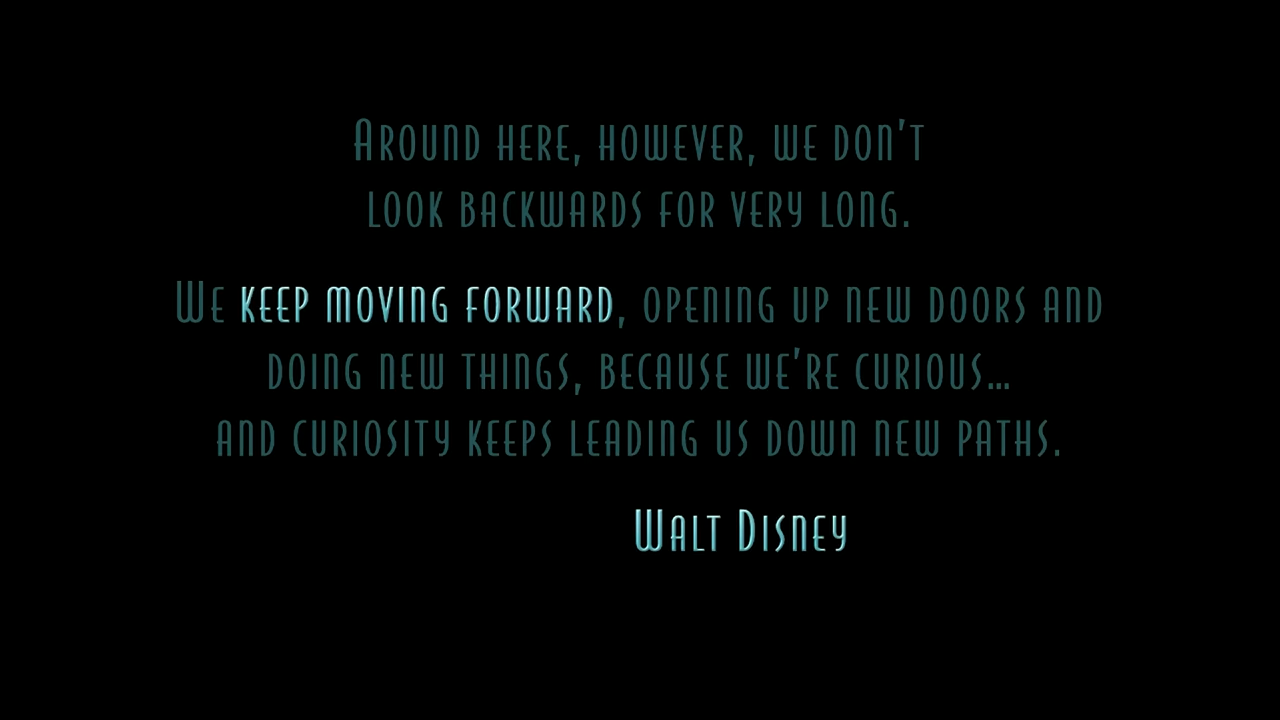 Around here, however, we don't
look backwards for very long.
We keep moving forward, opening up new doors and
doing new things, because we're curious...
and curiosity keeps leading us down new paths.
Walt Disney